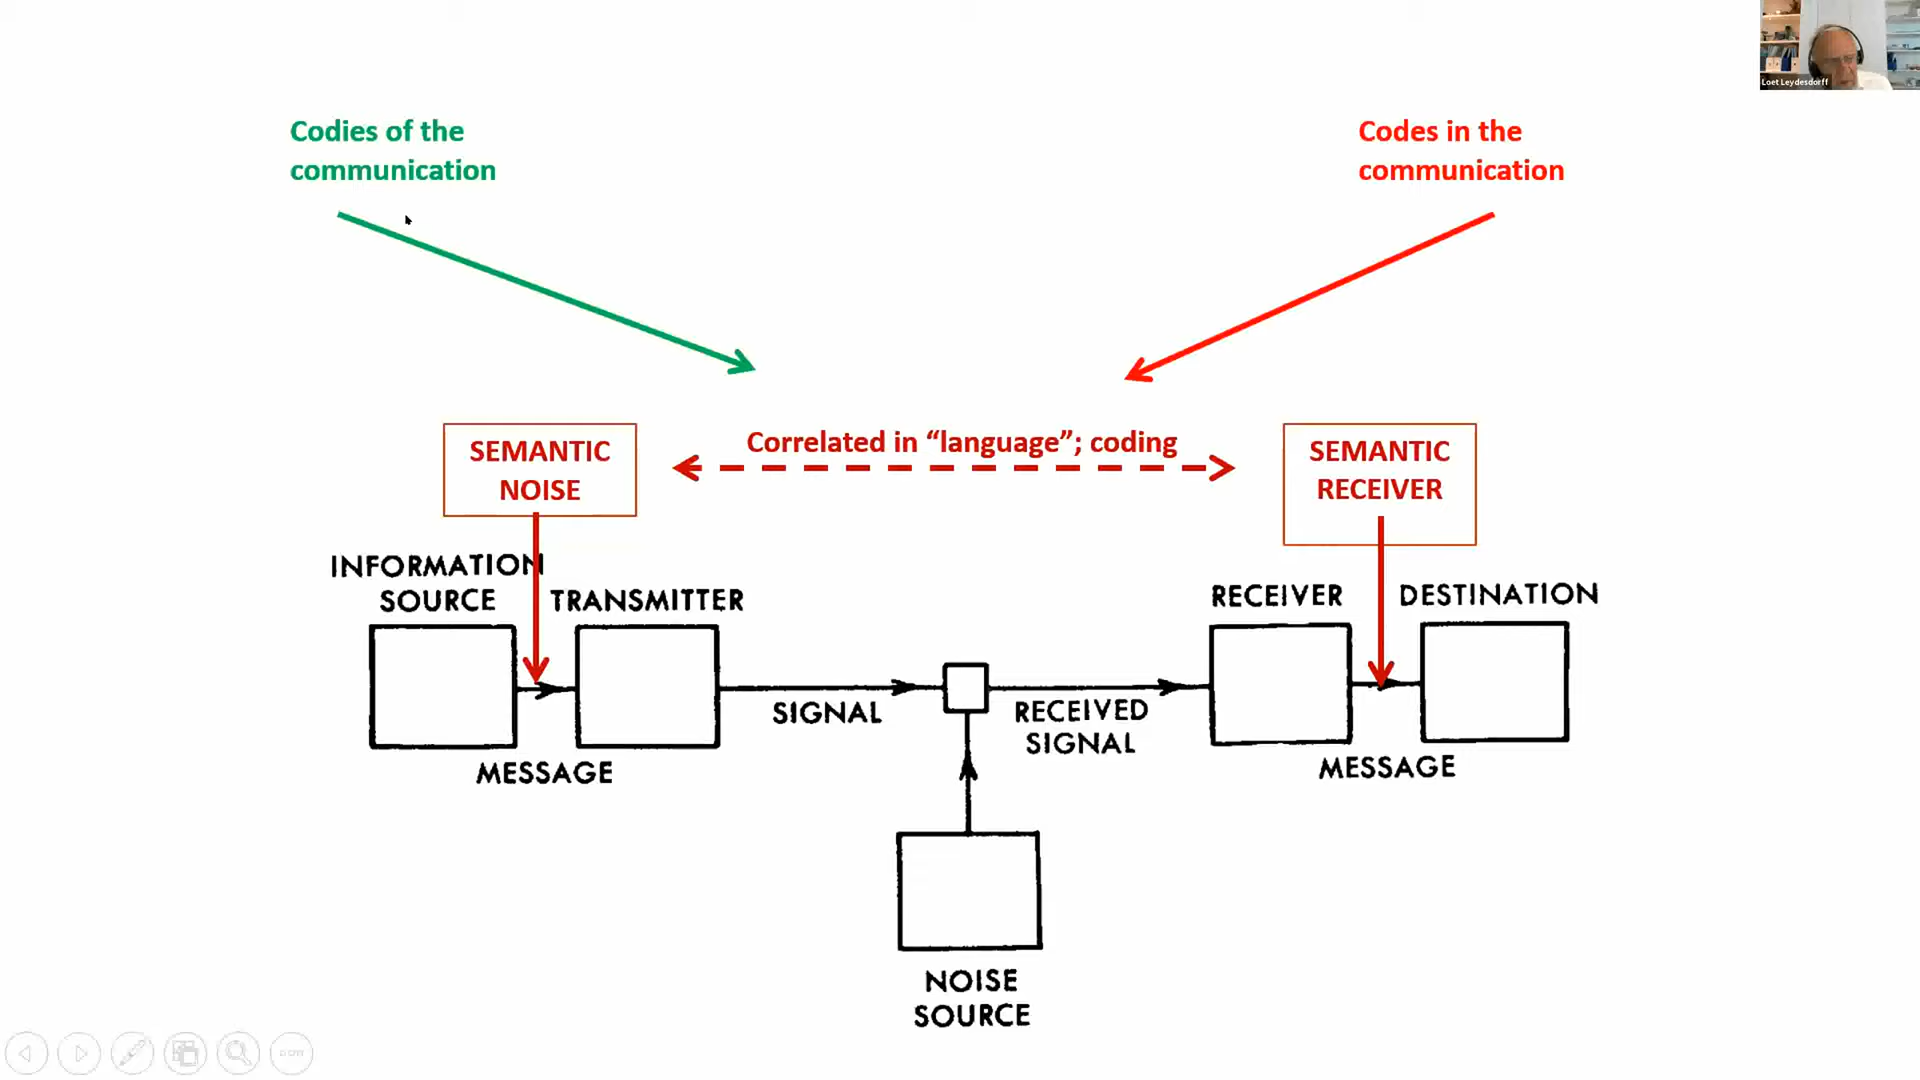 Loet Leydesdorff
Codies of the
communication
Codes in the
communication
SEMANTIC
NOISE
Correlated in “language”; coding
SEMANTIC
RECEIVER
INFORMATION
SOURCE
TRANSMITTER
RECEIVER
DESTINATION
SIGNAL
RECEIVED
SIGNAL
MESSAGE
MESSAGE
NOISE
SOURCE